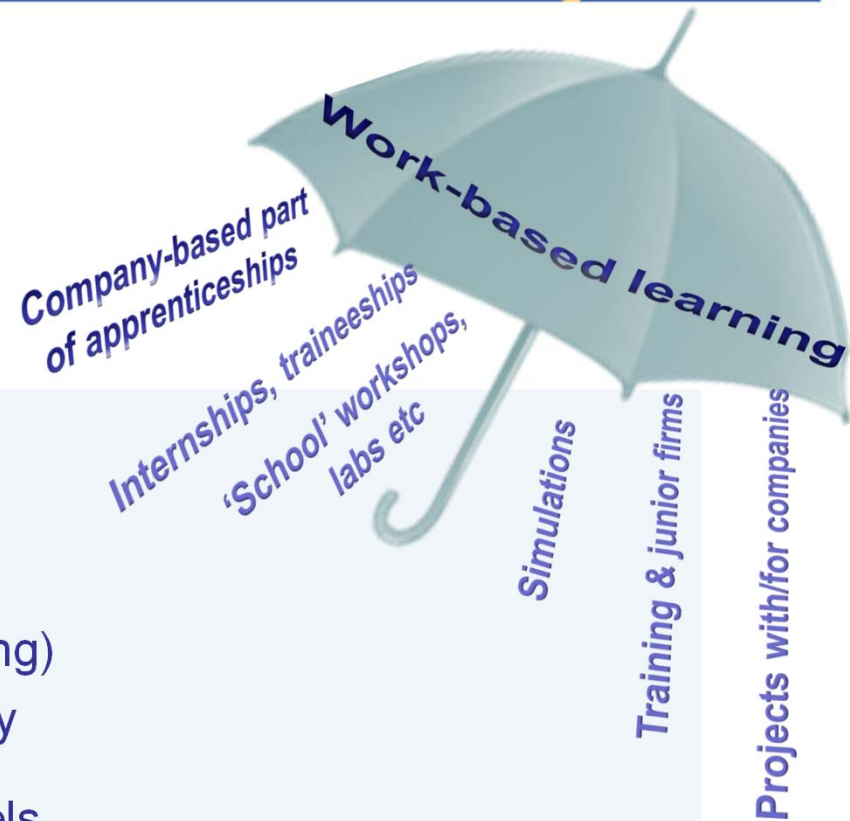 Work-based learning
Company-based part
of apprenticeships
Internships, traineeships
‘School’ workshops,
labs etc
Simulations
Training & junior firms
Projects with/for companies